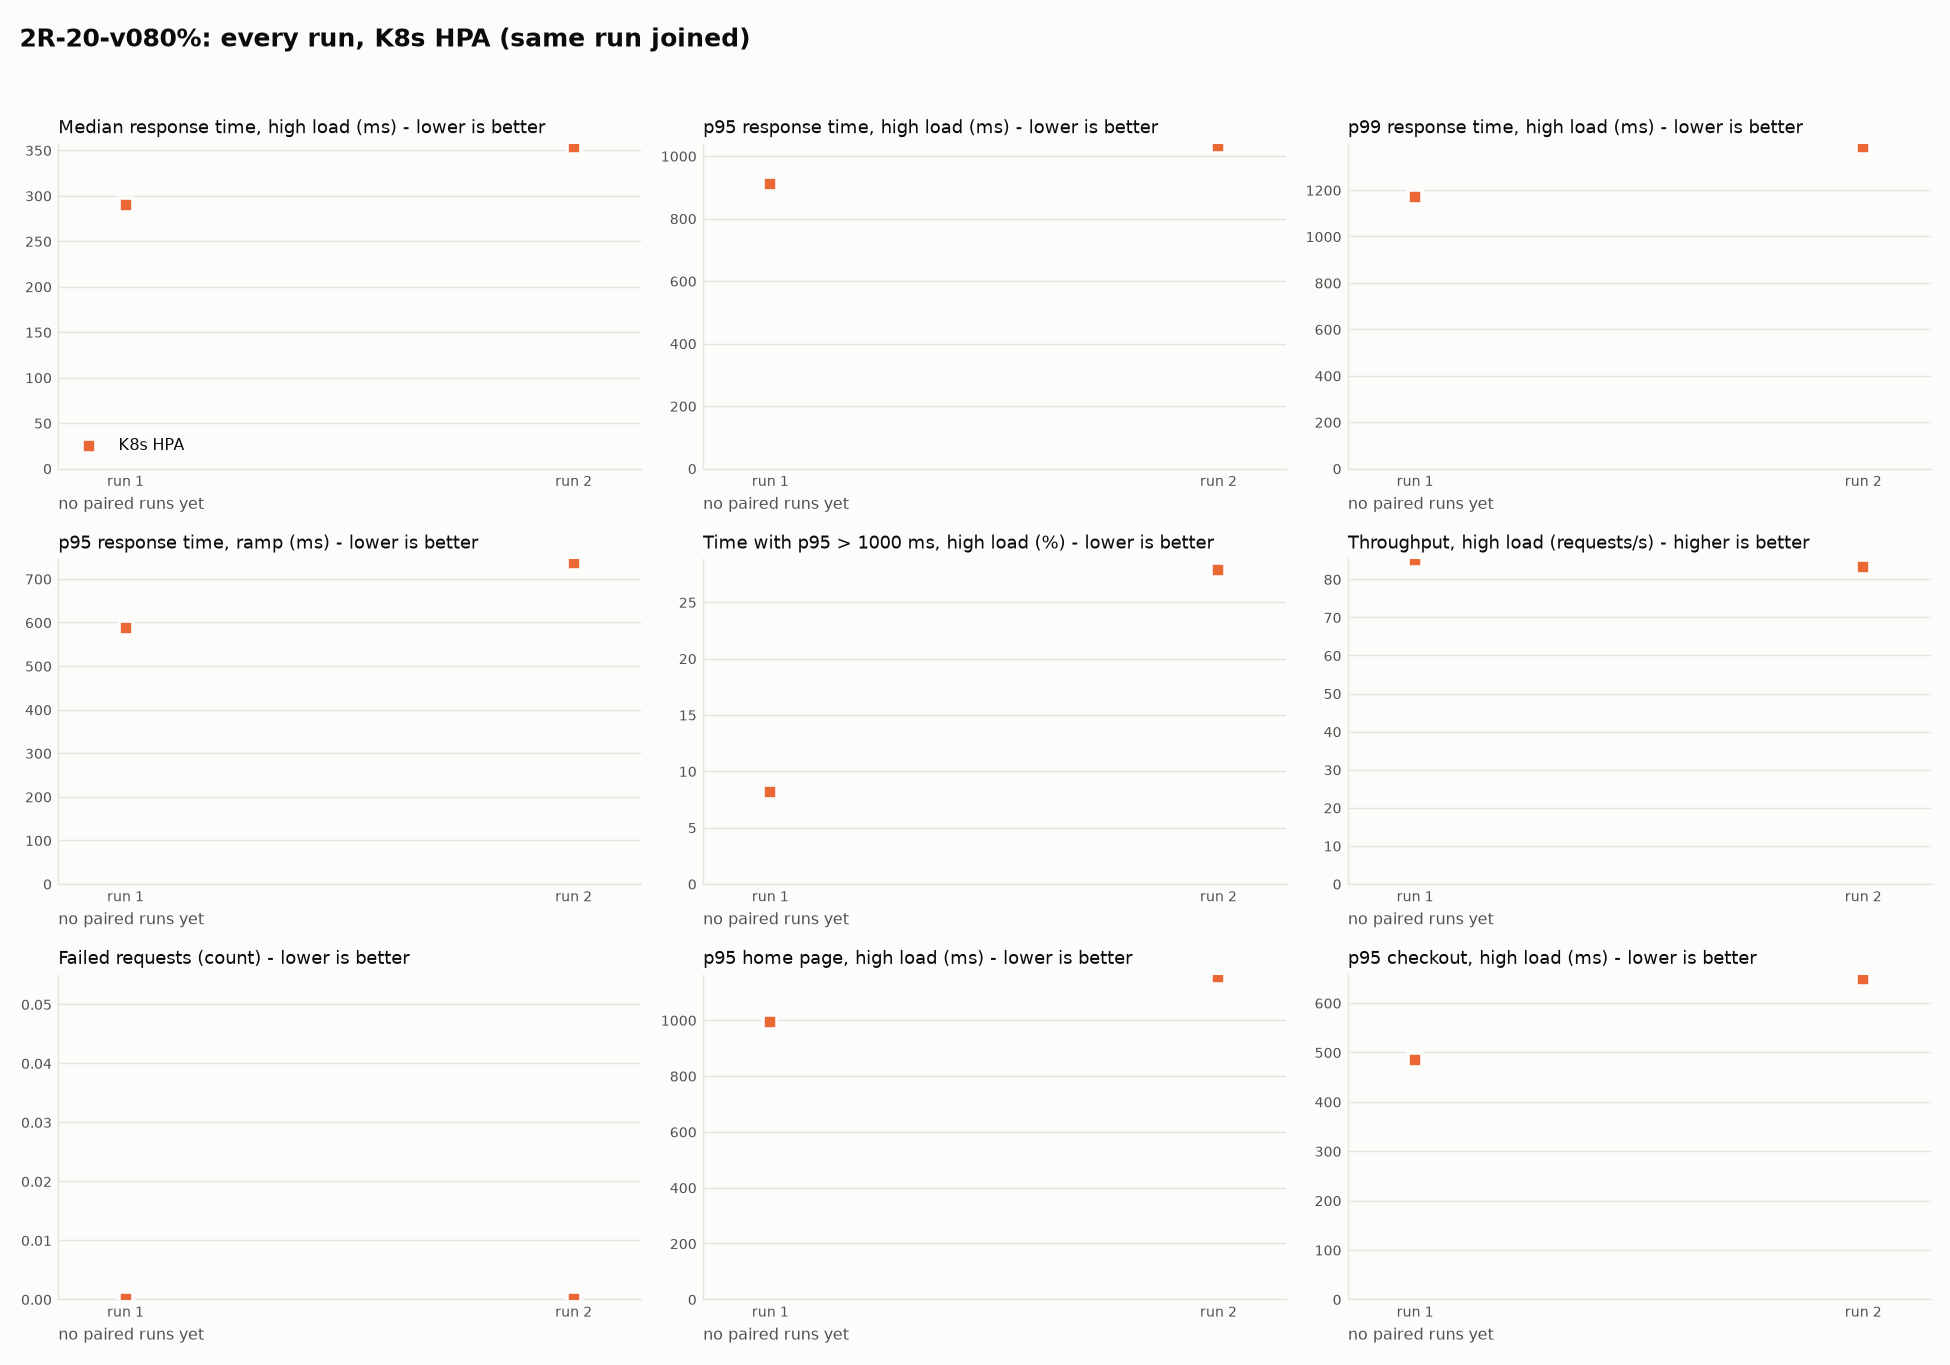 2R-20-v080%: every run, K8s HPA (same run joined)
Median response time, high load (ms) - lower is better
350
300
250
200
150
100
50
0
K8s HPA
run 1
run 2
no paired runs yet
p95 response time, high load (ms) - lower is better
1000
800
600
400
200
0
run 1
run 2
no paired runs yet
p99 response time, high load (ms) - lower is better
1200
1000
800
600
400
200
0
run 1
run 2
no paired runs yet
p95 response time, ramp (ms) - lower is better
700
600
500
400
300
200
100
0
run 1
run 2
no paired runs yet
Time with p95 > 1000 ms, high load (%) - lower is better
25
20
15
10
5
0
run 1
run 2
no paired runs yet
Throughput, high load (requests/s) - higher is better
80
70
60
50
40
30
20
10
0
run 1
run 2
no paired runs yet
Failed requests (count) - lower is better
0.05
0.04
0.03
0.02
0.01
0.00
run 1
run 2
no paired runs yet
p95 home page, high load (ms) - lower is better
1000
800
600
400
200
0
run 1
run 2
no paired runs yet
p95 checkout, high load (ms) - lower is better
600
500
400
300
200
100
0
run 1
run 2
no paired runs yet